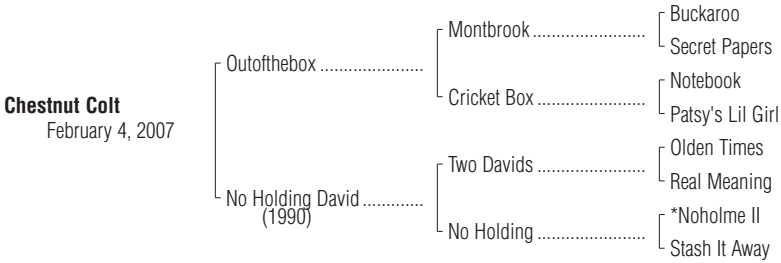 Buckaroo
Montbrook ........................
Secret Papers
Outofthebox ......................
Notebook
Cricket Box .......................
Patsy's Lil Girl
Chestnut Colt
February 4, 2007
Olden Times
Two Davids .......................
Real Meaning
No Holding David .............
(1990)
*Noholme II
No Holding .......................
Stash It Away